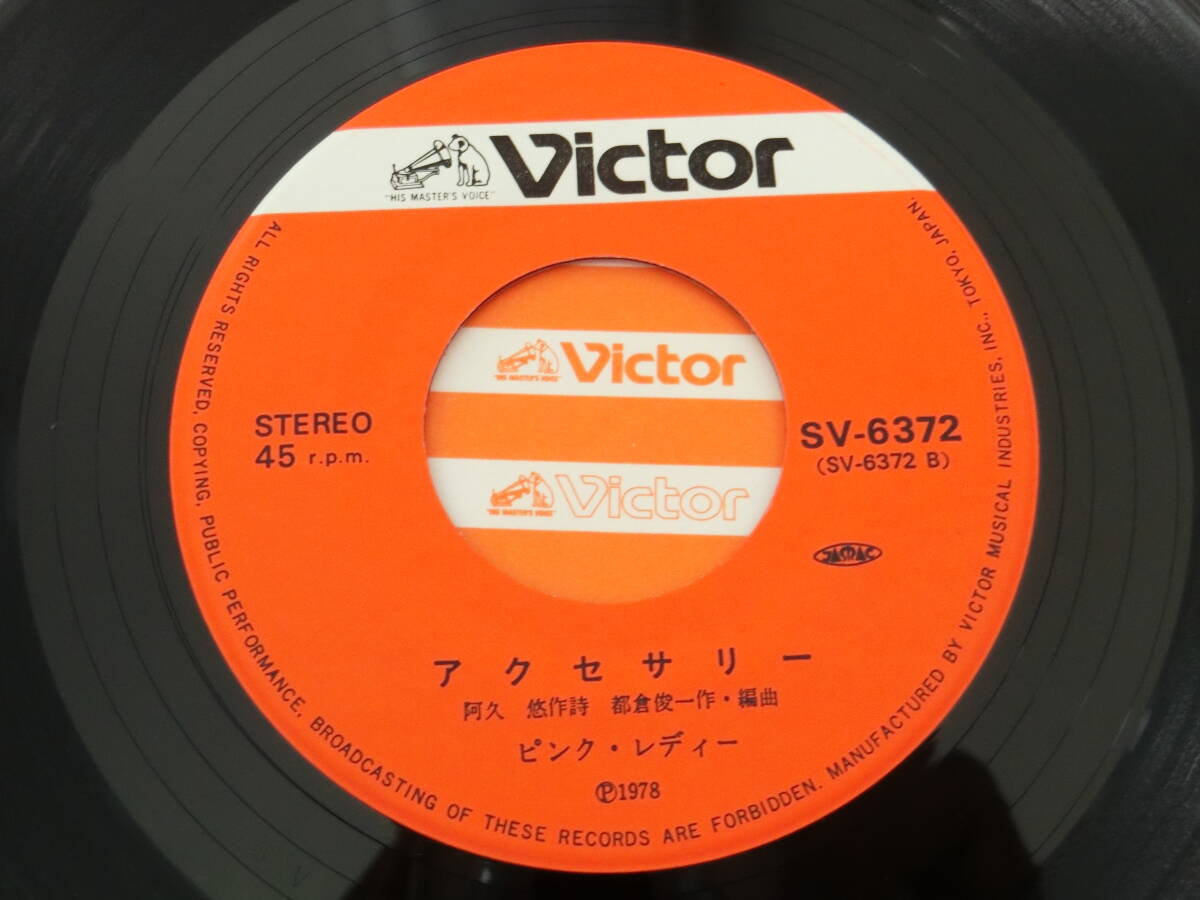 Victor
"HIS MASTER'S VOICE"
Victor
"HIS MASTER'S VOICE"
Victor
"HIS MASTER'S VOICE"
STEREO
45 r.p.m.
SV-6372
(SV-6372 B)
JASRAC
アクセサリー
阿久 悠作詩 都倉俊一作・編曲
ピンク・レディー
Ⓟ1978
ALL RIGHTS RESERVED, COPYING, PUBLIC PERFORMANCE, BROADCASTING OF THESE RECORDS ARE FORBIDDEN. MANUFACTURED BY VICTOR MUSICAL INDUSTRIES, INC., TOKYO, JAPAN.